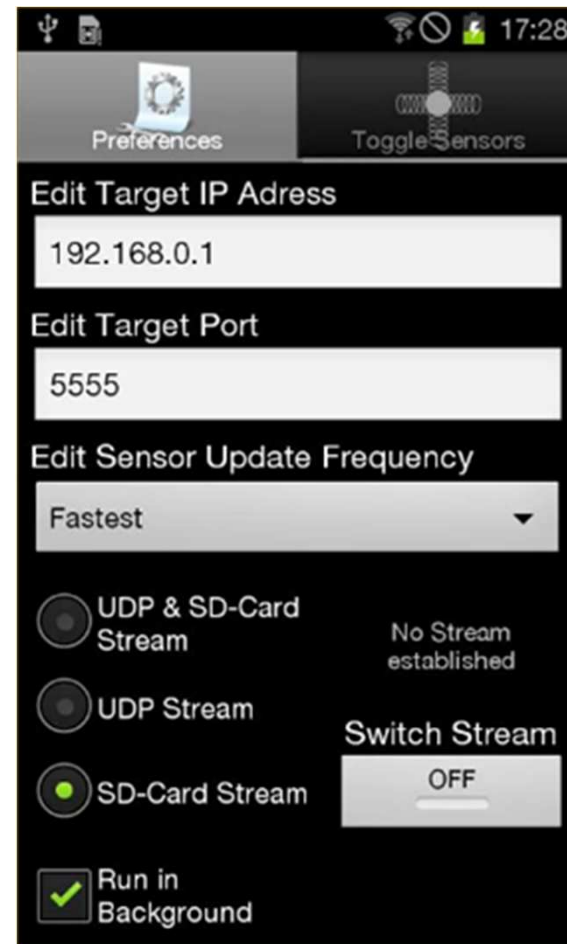 17:28
Preferences
Toggle Sensors
Edit Target IP Adress
192.168.0.1
Edit Target Port
5555
Edit Sensor Update Frequency
Fastest
UDP & SD-Card
Stream
No Stream
established
UDP Stream
Switch Stream
OFF
SD-Card Stream
Run in
Background